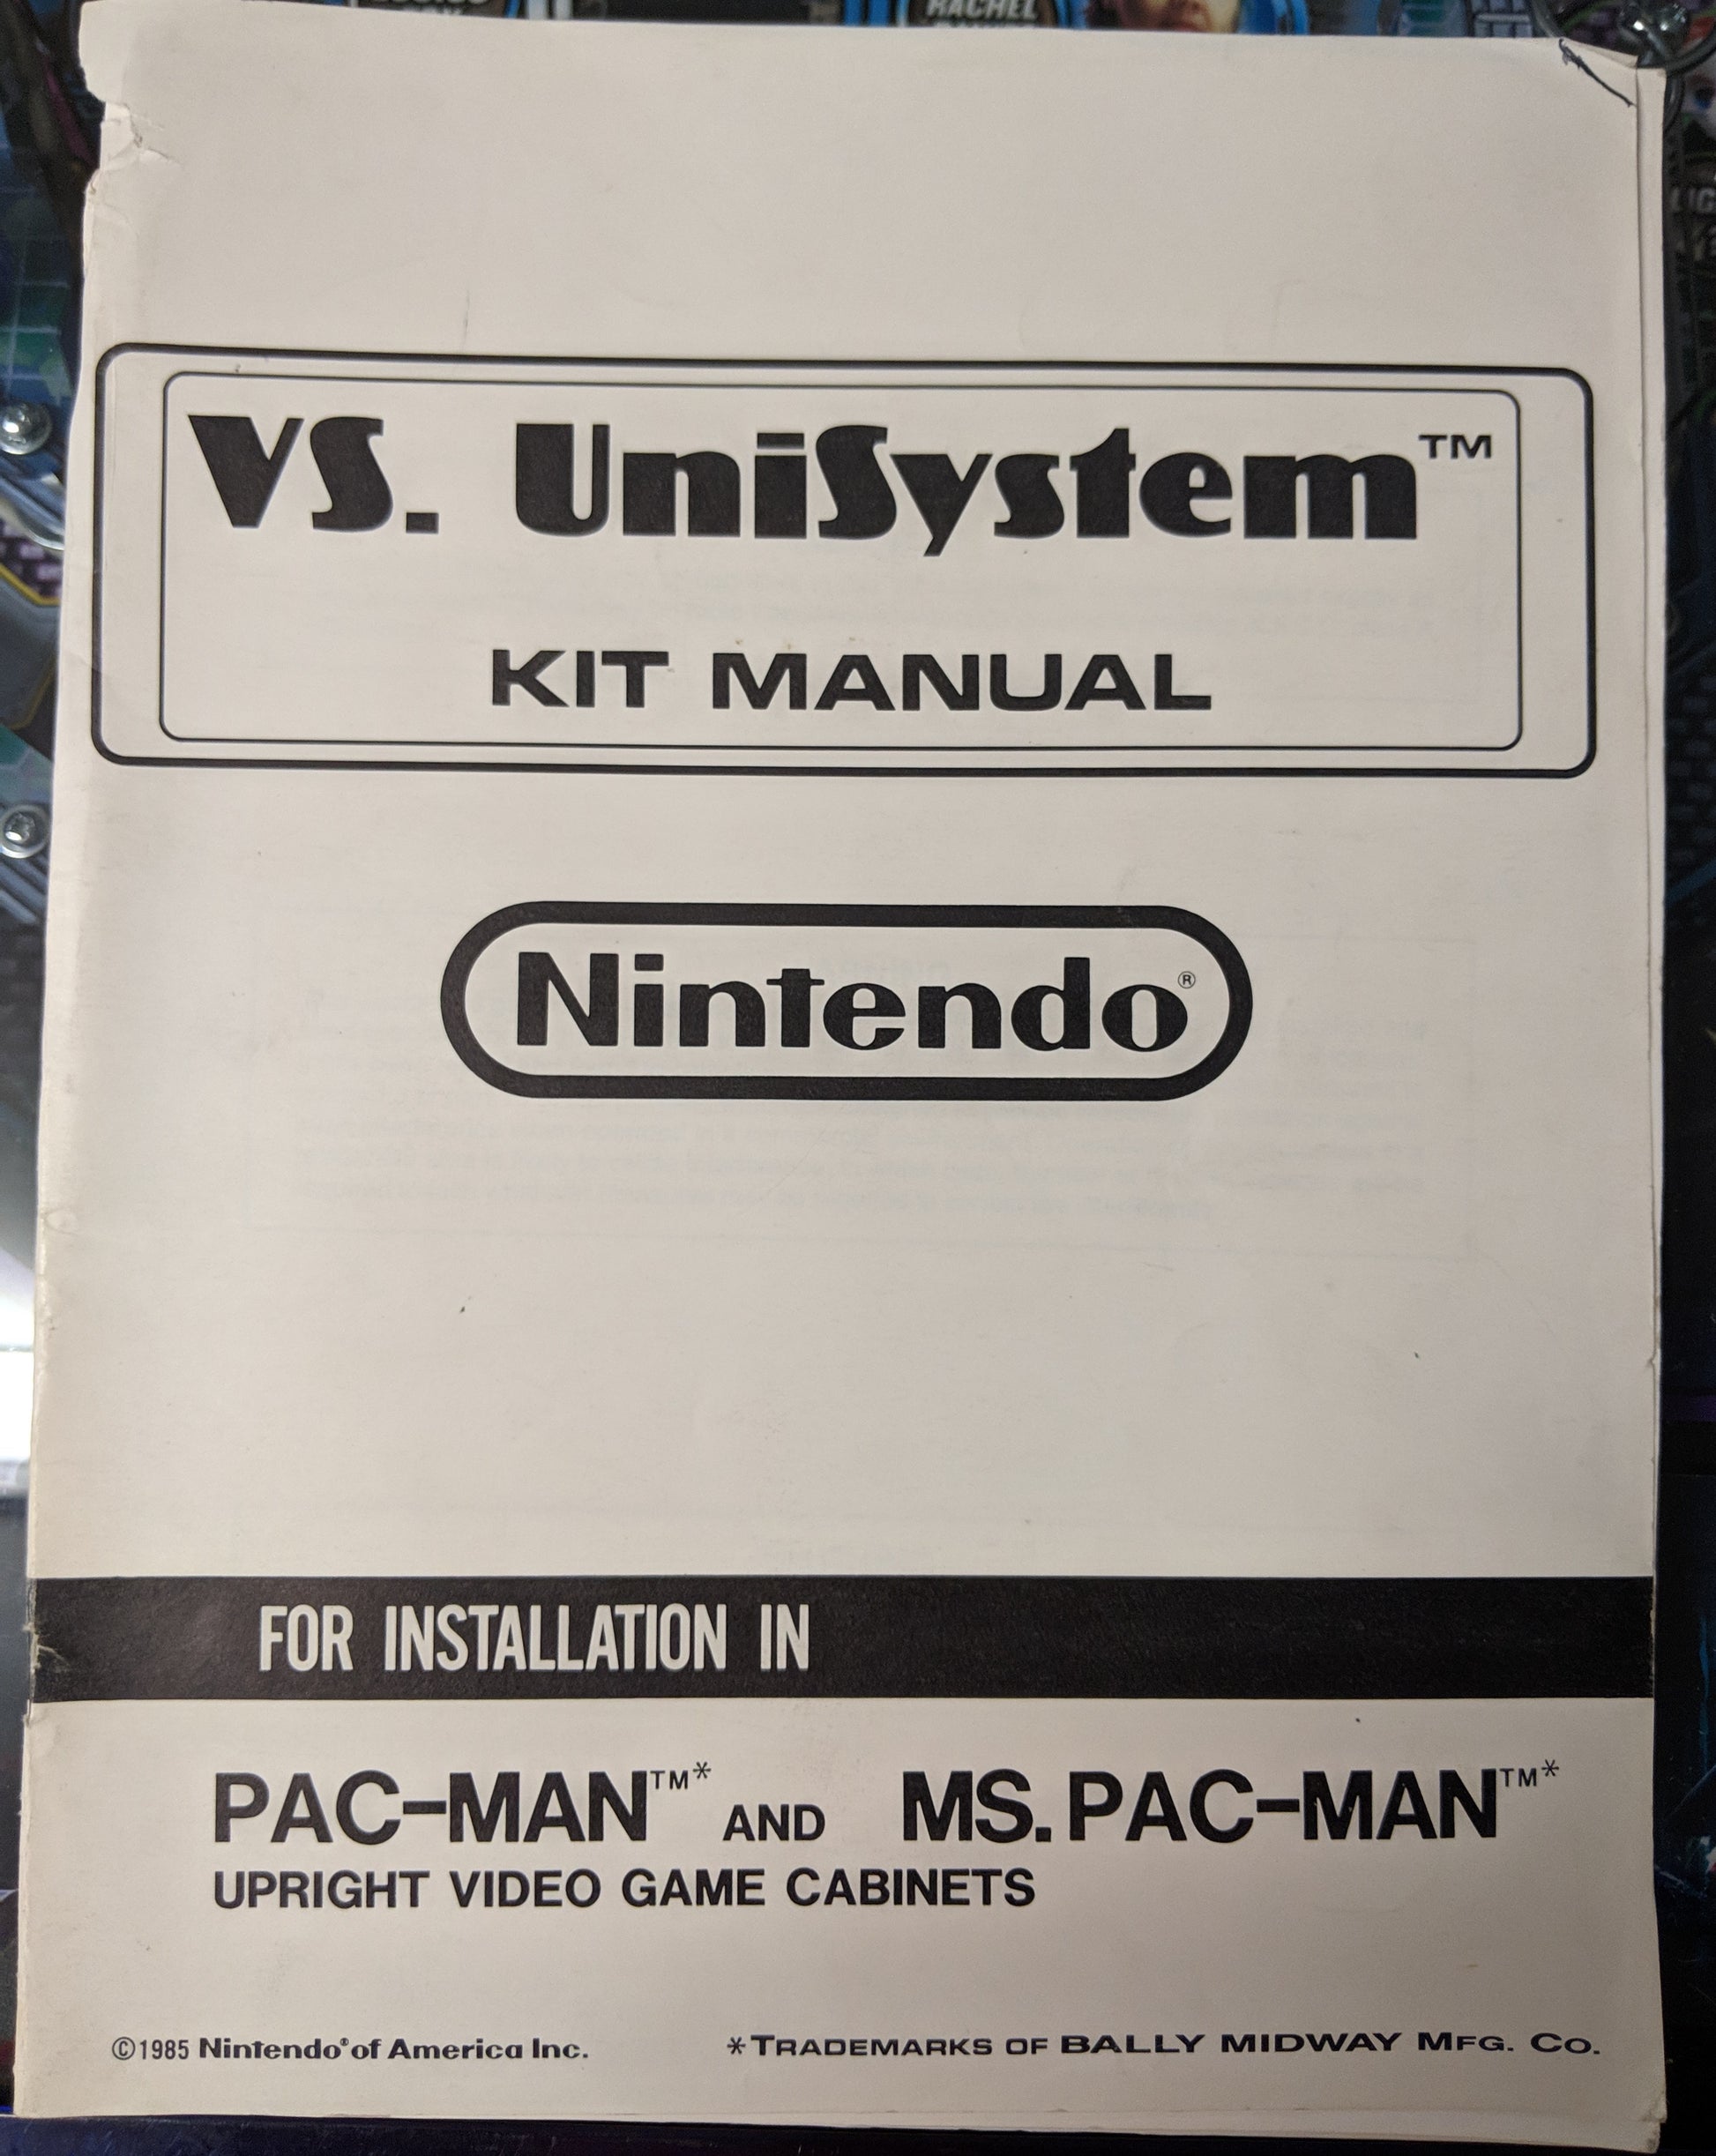 RACHEL
VS. UniSystem™
KIT MANUAL
Nintendo®
FOR INSTALLATION IN
PAC-MAN™* AND MS. PAC-MAN™*
UPRIGHT VIDEO GAME CABINETS
©1985 Nintendo® of America Inc.
*TRADEMARKS OF BALLY MIDWAY MFG. CO.